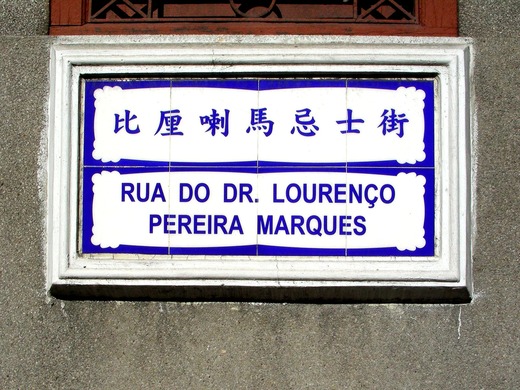 比厘喇馬忌士街
RUA DO DR. LOURENÇO
PEREIRA MARQUES